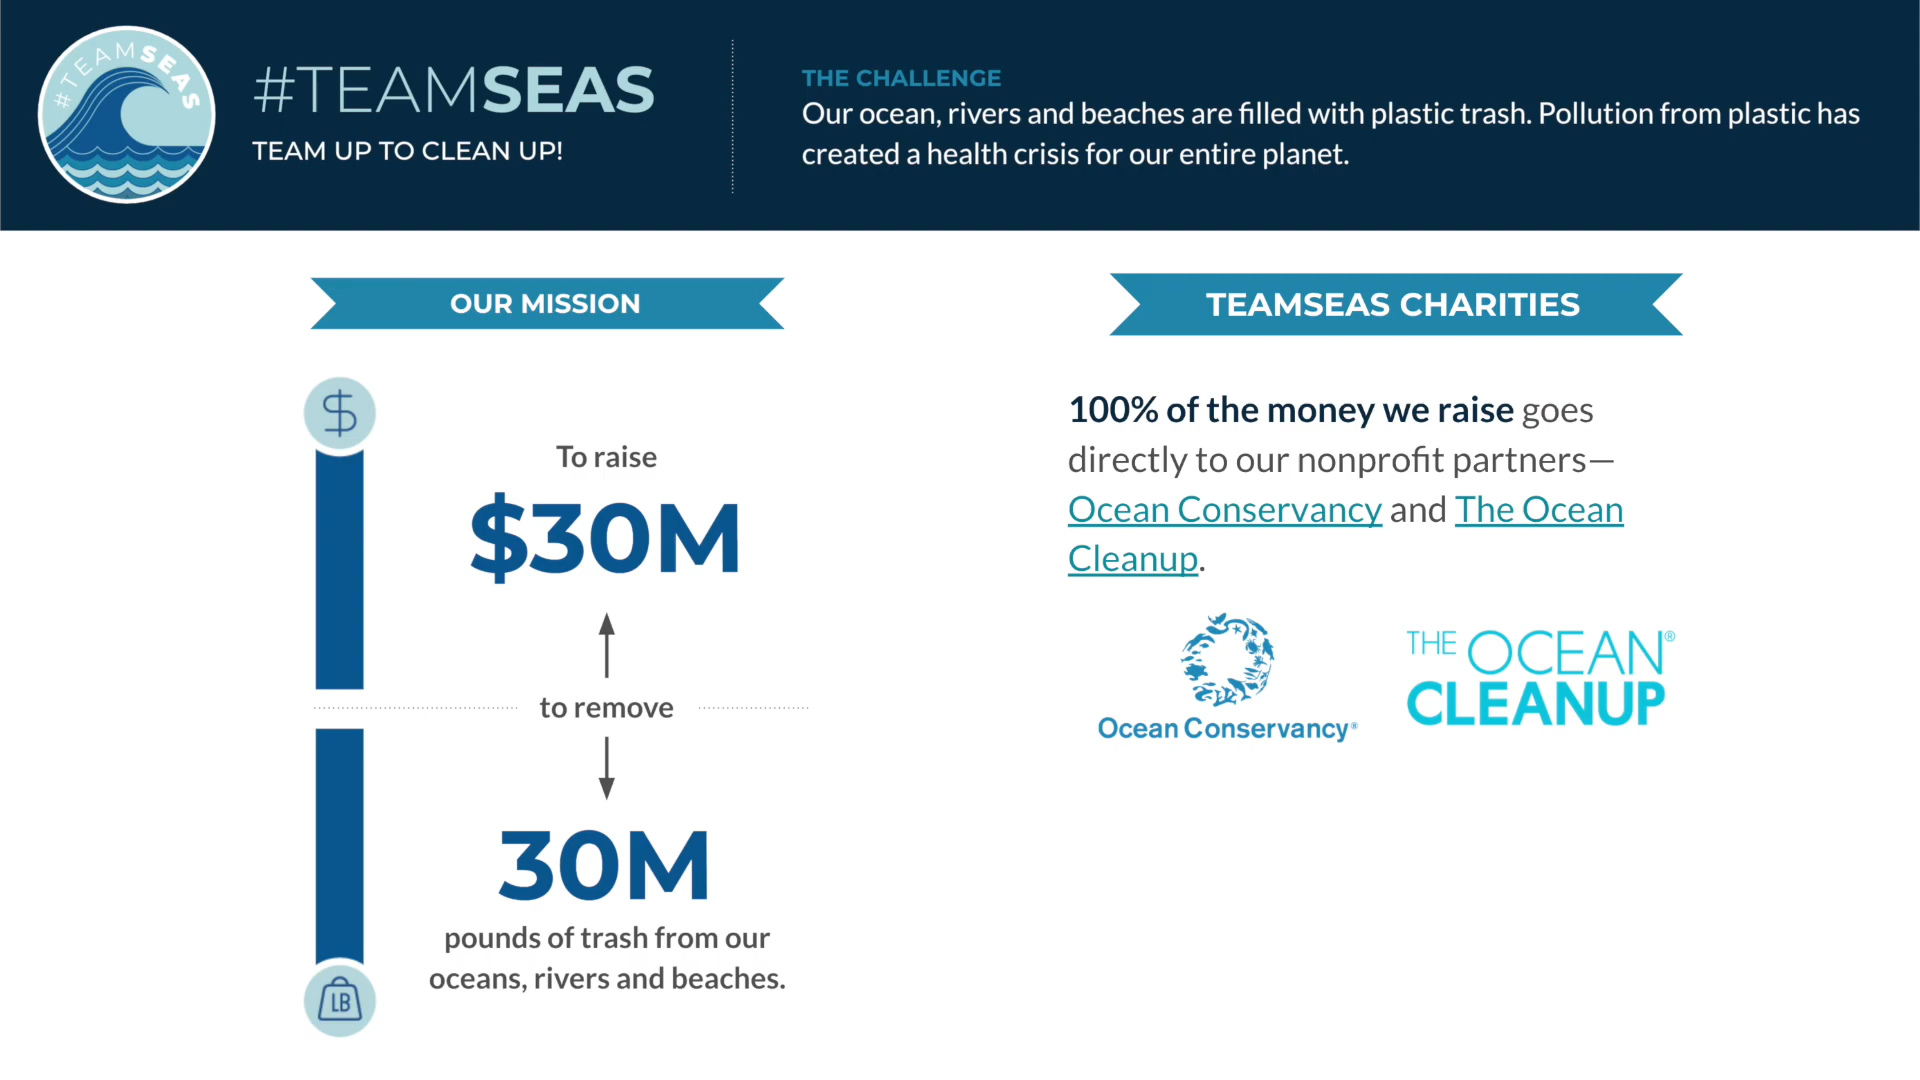 #TEAMSEAS
#TEAMSEAS
TEAM UP TO CLEAN UP!
THE CHALLENGE
Our ocean, rivers and beaches are filled with plastic trash. Pollution from plastic has
created a health crisis for our entire planet.
OUR MISSION
$
To raise
$30M
to remove
30M
pounds of trash from our
oceans, rivers and beaches.
LB
TEAMSEAS CHARITIES
100% of the money we raise goes
directly to our nonprofit partners—
Ocean Conservancy and The Ocean
Cleanup.
Ocean Conservancy®
THE OCEAN®
CLEANUP